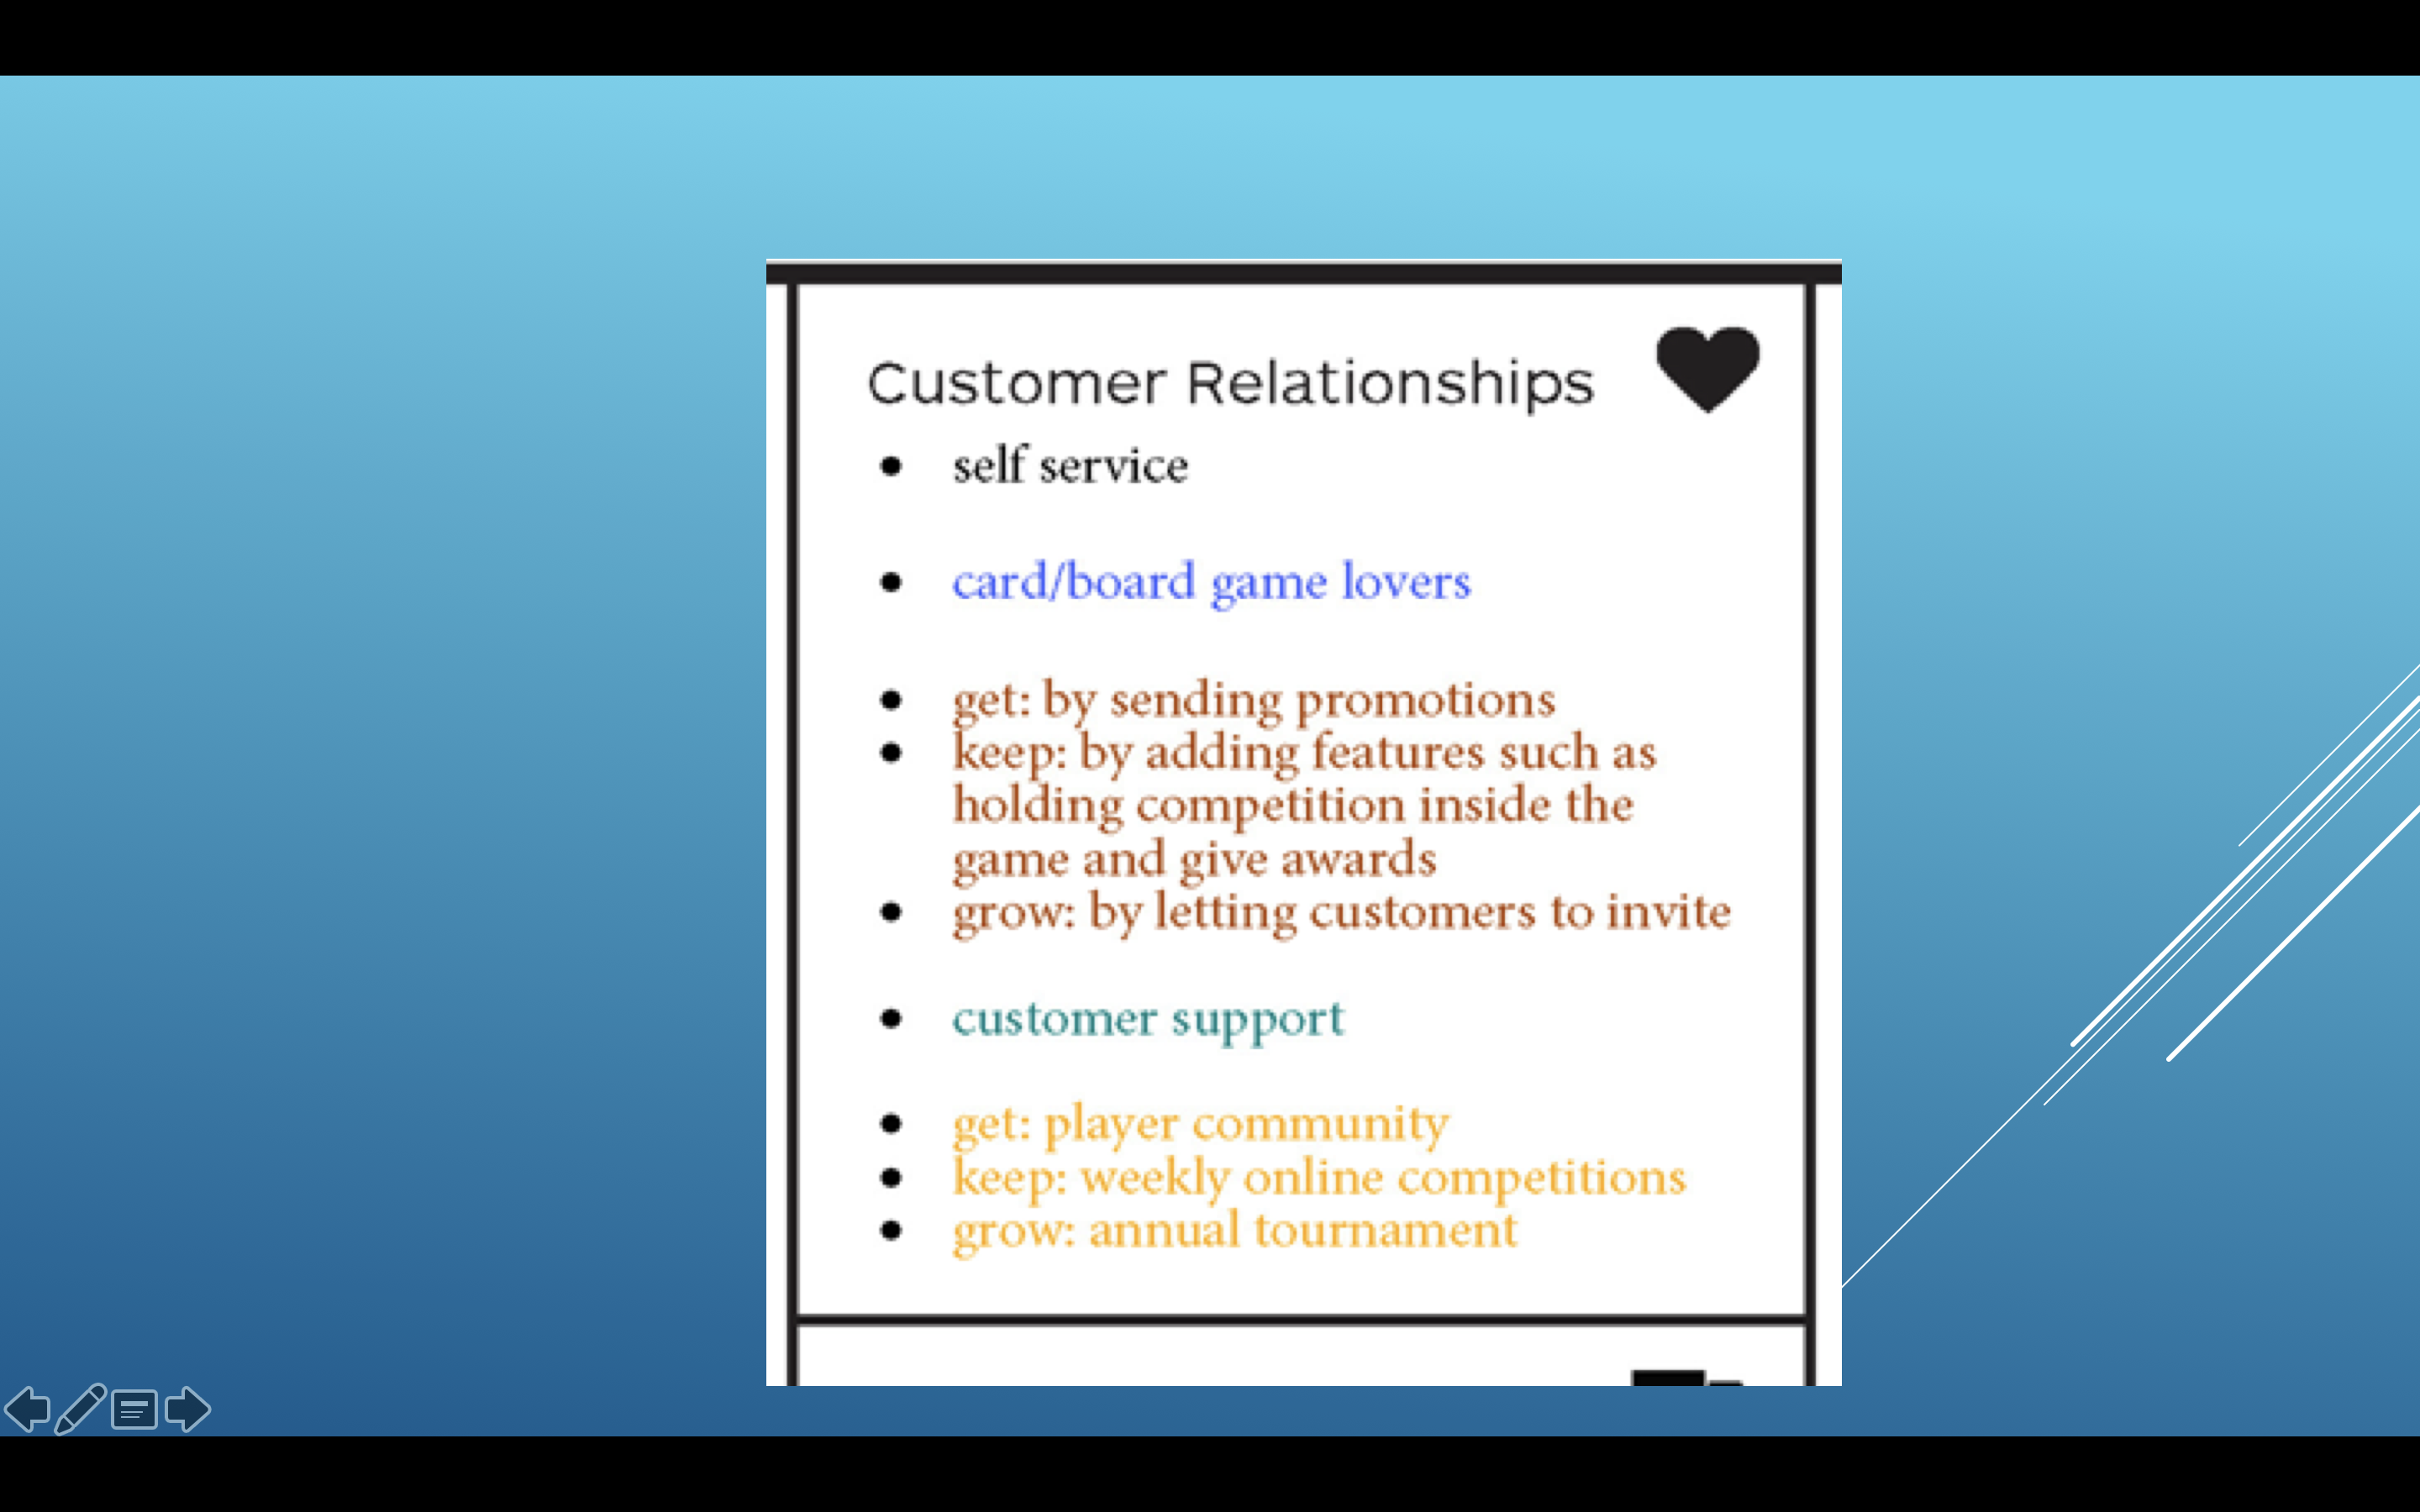 Customer Relationships
self service
card/board game lovers
get: by sending promotions
keep: by adding features such as
holding competition inside the
game and give awards
grow: by letting customers to invite
customer support
get: player community
keep: weekly online competitions
grow: annual tournament